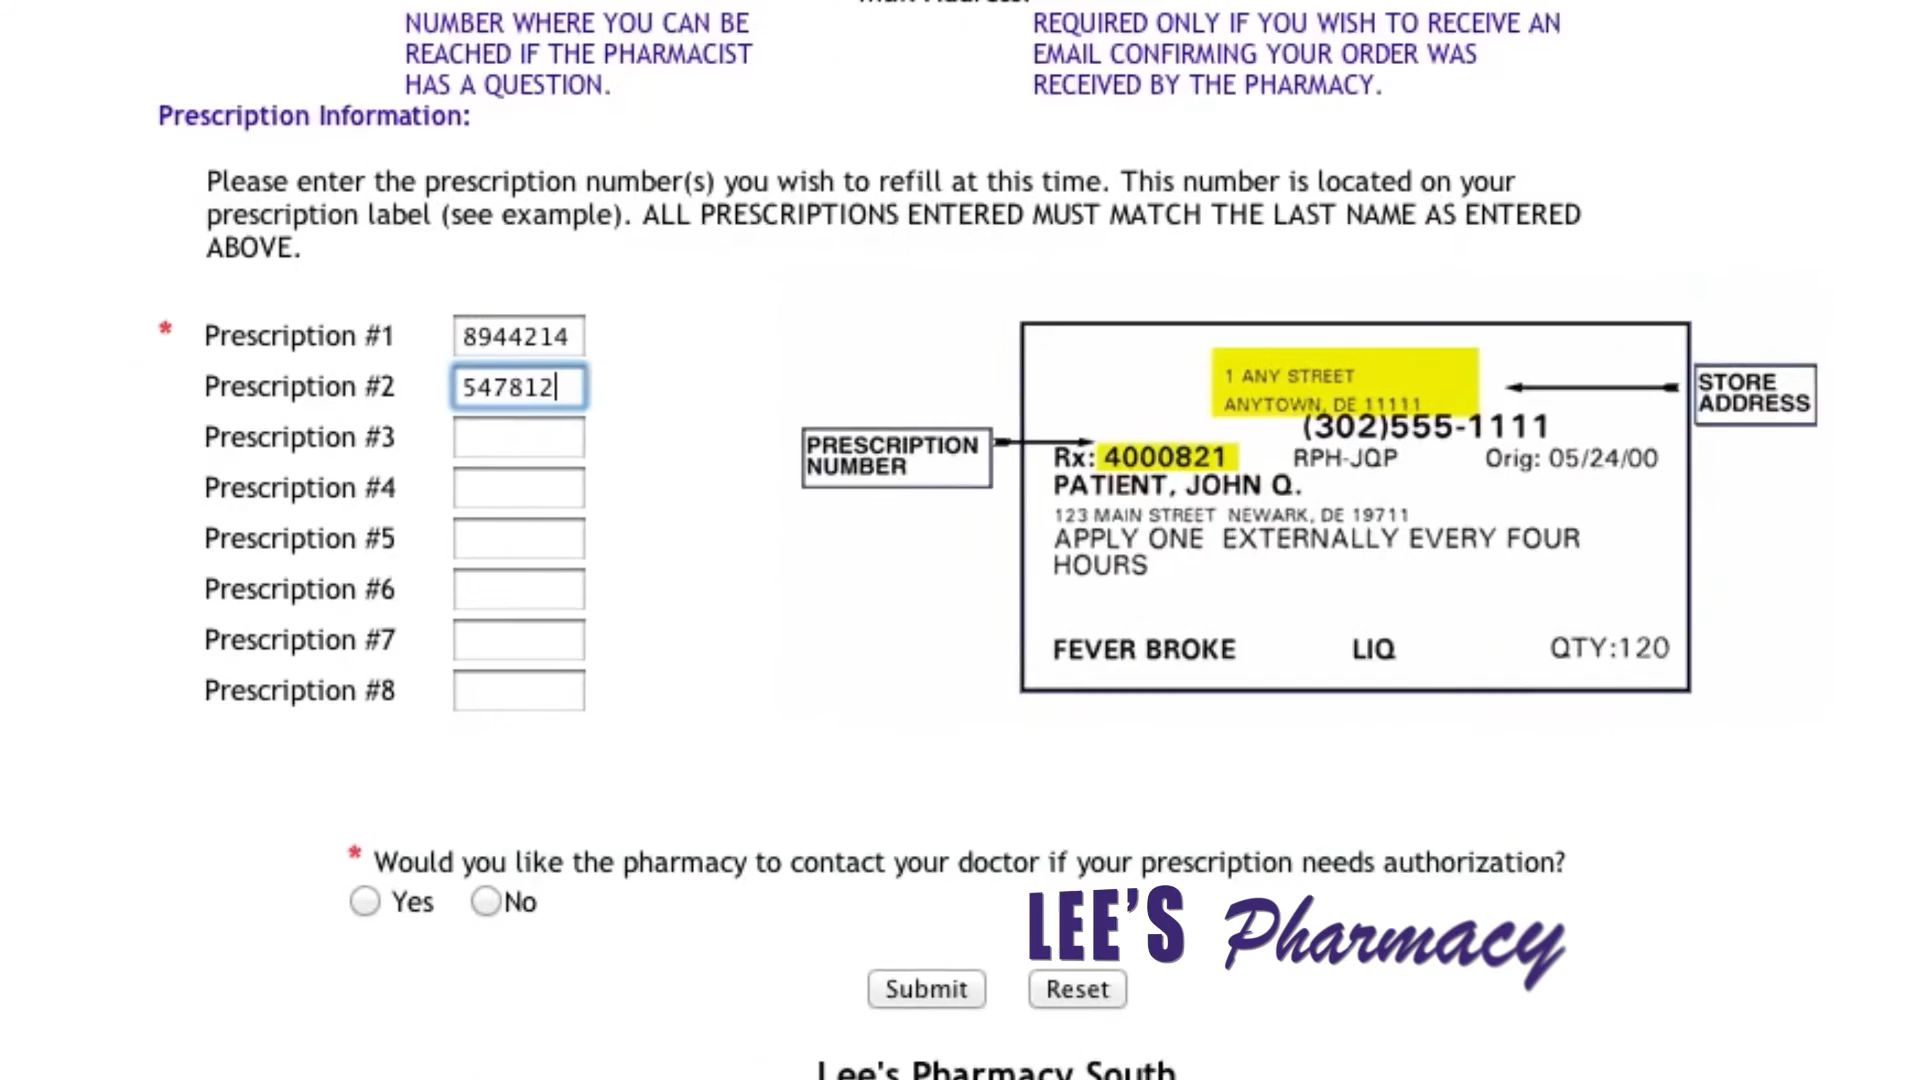 NUMBER WHERE YOU CAN BE
REACHED IF THE PHARMACIST
HAS A QUESTION.
REQUIRED ONLY IF YOU WISH TO RECEIVE AN
EMAIL CONFIRMING YOUR ORDER WAS
RECEIVED BY THE PHARMACY.
Prescription Information:
Please enter the prescription number(s) you wish to refill at this time. This number is located on your
prescription label (see example). ALL PRESCRIPTIONS ENTERED MUST MATCH THE LAST NAME AS ENTERED
ABOVE.
* Prescription #1 8944214
Prescription #2 547812
Prescription #3
Prescription #4
Prescription #5
Prescription #6
Prescription #7
Prescription #8
PRESCRIPTION
NUMBER
1 ANY STREET
ANYTOWN, DE 11111
(302)555-1111
Rx: 4000821 RPH-JQP Orig: 05/24/00
PATIENT, JOHN Q.
123 MAIN STREET NEWARK, DE 19711
APPLY ONE EXTERNALLY EVERY FOUR
HOURS
FEVER BROKE LIQ QTY:120
STORE
ADDRESS
* Would you like the pharmacy to contact your doctor if your prescription needs authorization?
Yes No
LEE'S Pharmacy
Submit Reset
Lee's Pharmacy South